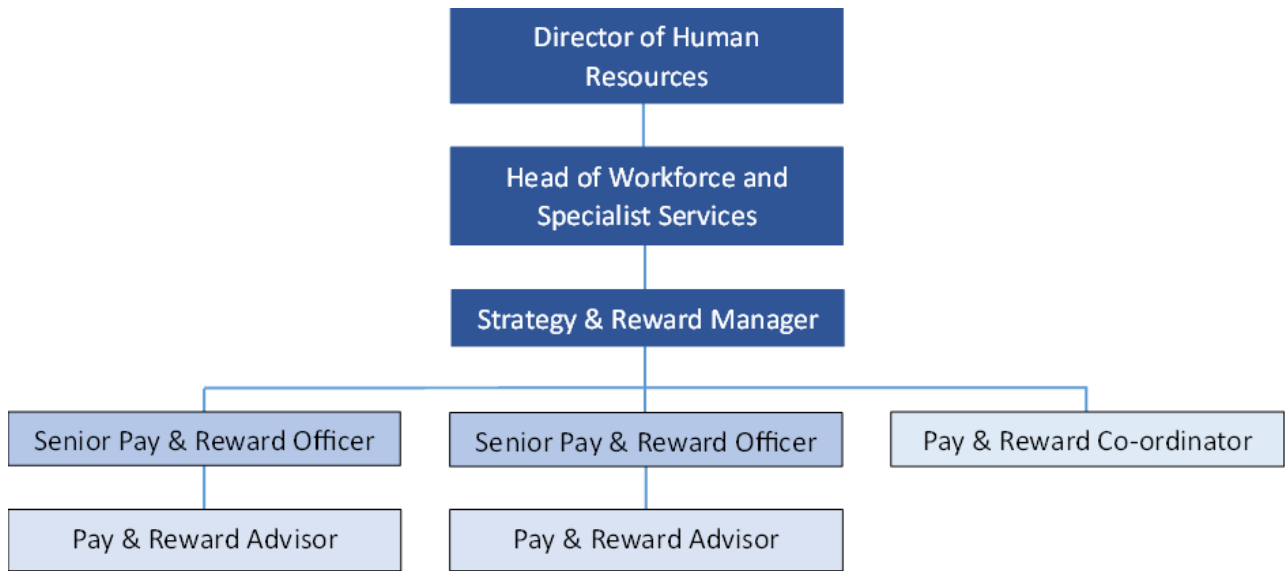 Director of Human
Resources
Head of Workforce and
Specialist Services
Strategy & Reward Manager
Senior Pay & Reward Officer
Senior Pay & Reward Officer
Pay & Reward Co-ordinator
Pay & Reward Advisor
Pay & Reward Advisor